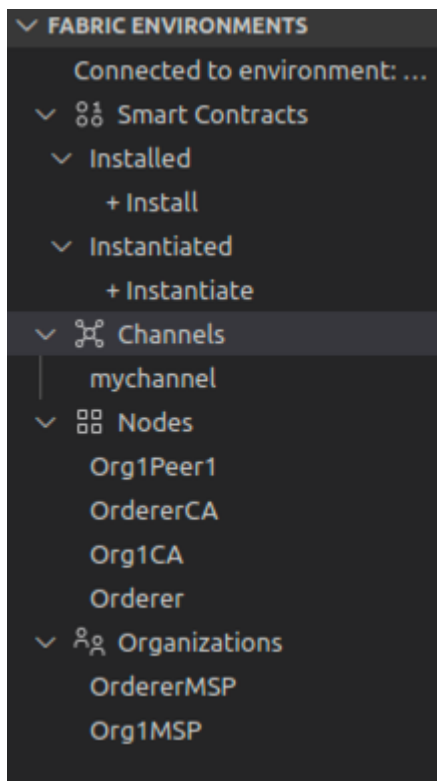 FABRIC ENVIRONMENTS
Connected to environment: ...
Smart Contracts
Installed
+ Install
Instantiated
+ Instantiate
Channels
mychannel
Nodes
Org1Peer1
OrdererCA
Org1CA
Orderer
Organizations
OrdererMSP
Org1MSP